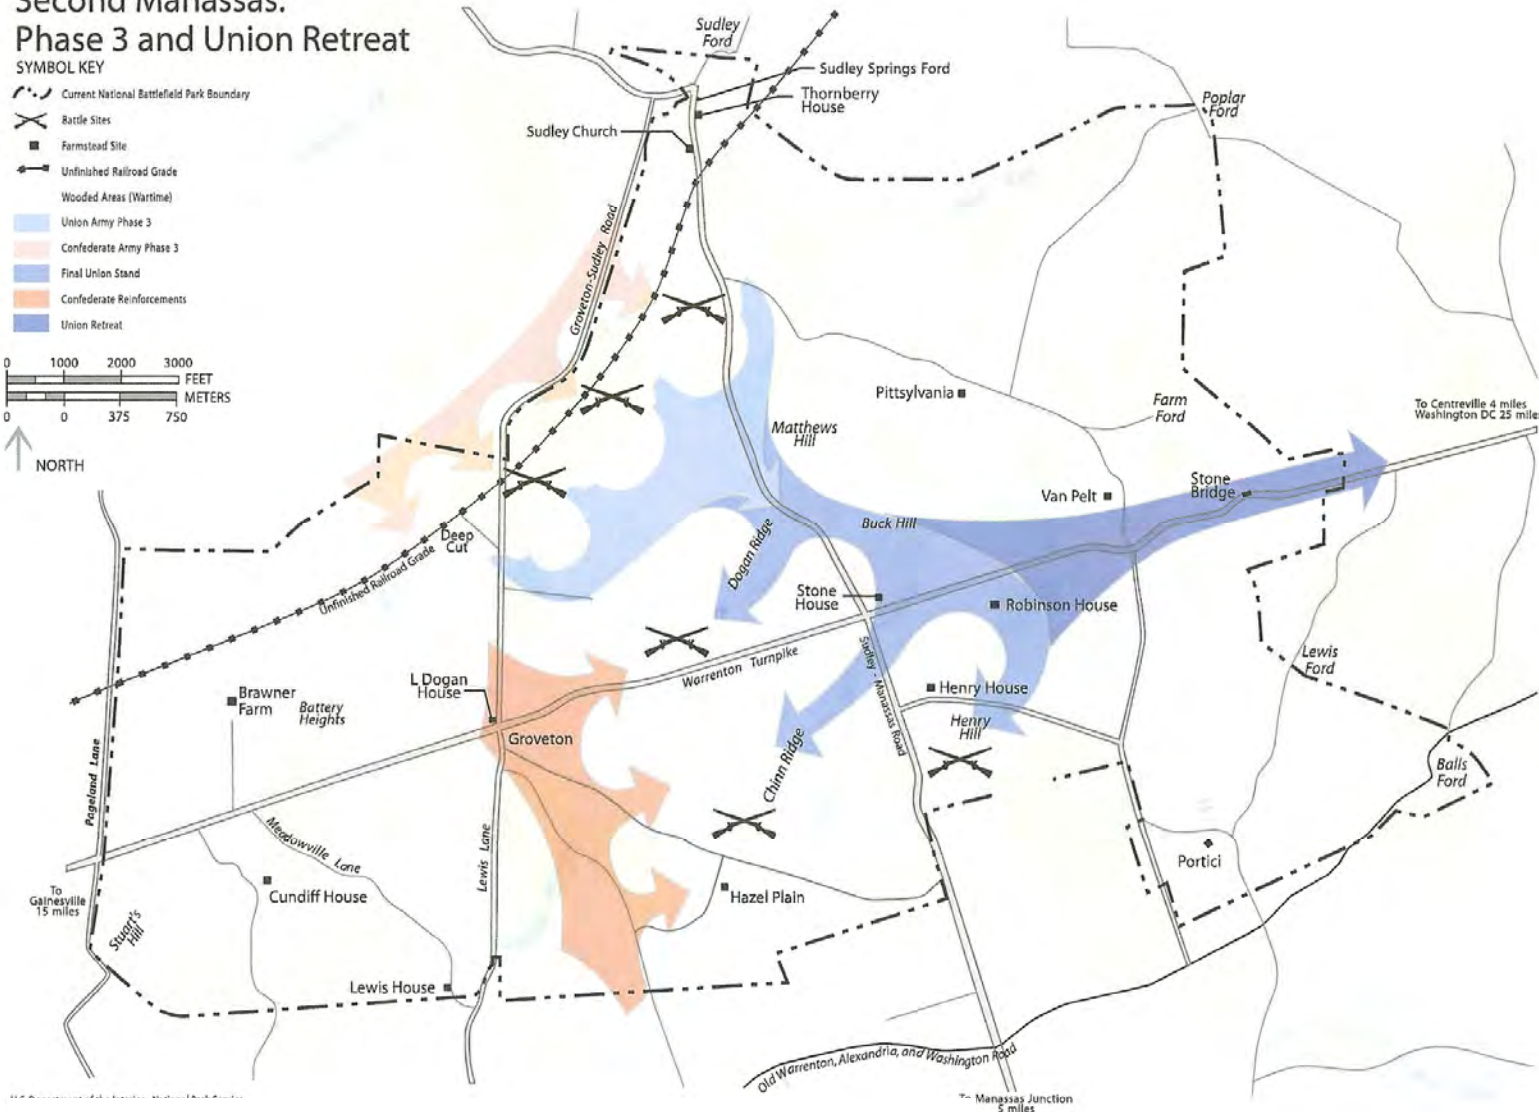 Second Manassas:
Phase 3 and Union Retreat
SYMBOL KEY
Current National Battlefield Park Boundary
Battle Sites
Farmstead Site
Unfinished Railroad Grade
Wooded Areas (Wartime)
Union Army Phase 3
Confederate Army Phase 3
Final Union Stand
Confederate Reinforcements
Union Retreat
0 1000 2000 3000
FEET
METERS
0 0 375 750
NORTH
Sudley
Ford
Sudley Springs Ford
Thornberry
House
Sudley Church
Poplar
Ford
Groveton-Sudley Road
Pittsylvania
Farm
Ford
To Centreville 4 miles
Washington DC 25 miles
Matthews
Hill
Stone
Bridge
Van Pelt
Buck Hill
Deep
Cut
Unfinished Railroad Grade
Dogan Ridge
Stone
House
Robinson House
Warrenton Turnpike
Sudley - Manassas Road
Lewis
Ford
L Dogan
House
Brawner
Farm
Battery
Heights
Henry House
Henry
Hill
Groveton
Chinn Ridge
Balls
Ford
Pageland Lane
Meadowville Lane
Lewis Lane
Portici
To
Gainesville
15 miles
Cundiff House
Hazel Plain
Stuart's
Hill
Lewis House
Old Warrenton, Alexandria, and Washington Road
U.S. Department of the Interior - National Park Service
To Manassas Junction
5 miles